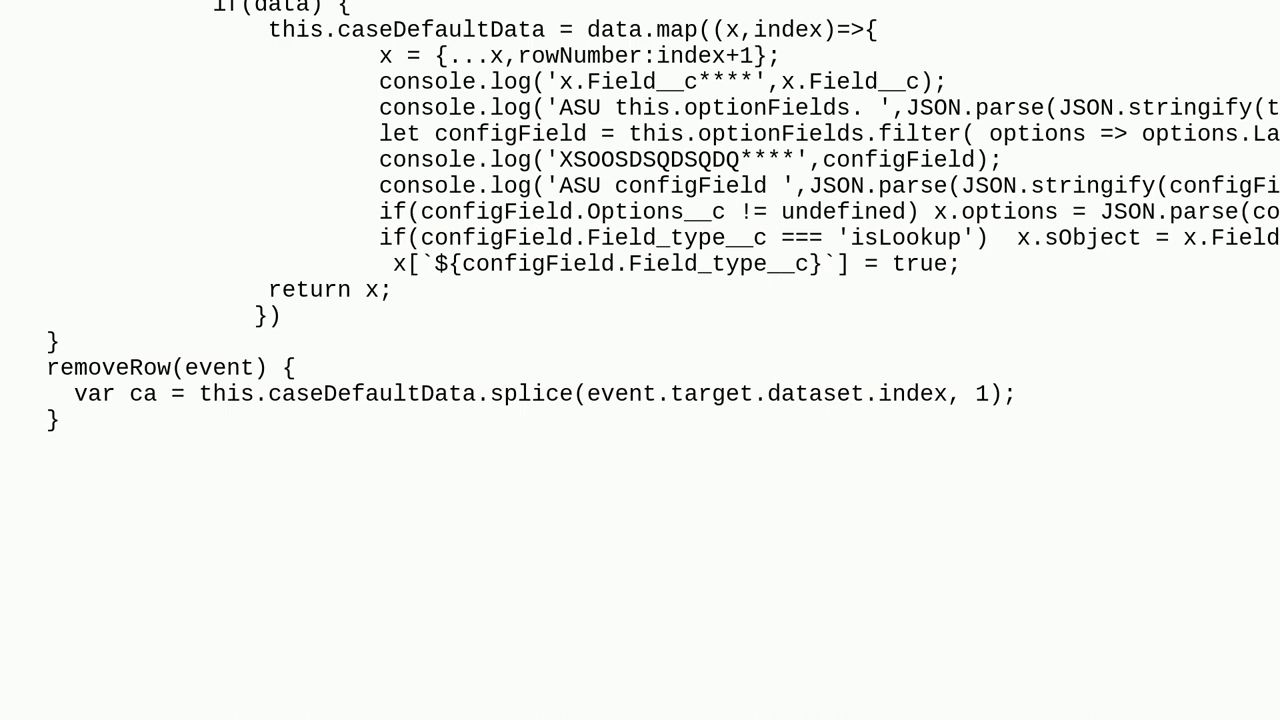 if(data) {
this.caseDefaultData = data.map((x,index)=>{
x = {...x,rowNumber:index+1};
console.log('x.Field__c****',x.Field__c);
console.log('ASU this.optionFields. ',JSON.parse(JSON.stringify(t
let configField = this.optionFields.filter( options => options.La
console.log('XSOOSDSQDSQDQ****',configField);
console.log('ASU configField ',JSON.parse(JSON.stringify(configFi
if(configField.Options__c != undefined) x.options = JSON.parse(co
if(configField.Field_type__c === 'isLookup')  x.sObject = x.Field
x[`${configField.Field_type__c}`] = true;
return x;
})
}
removeRow(event) {
var ca = this.caseDefaultData.splice(event.target.dataset.index, 1);
}